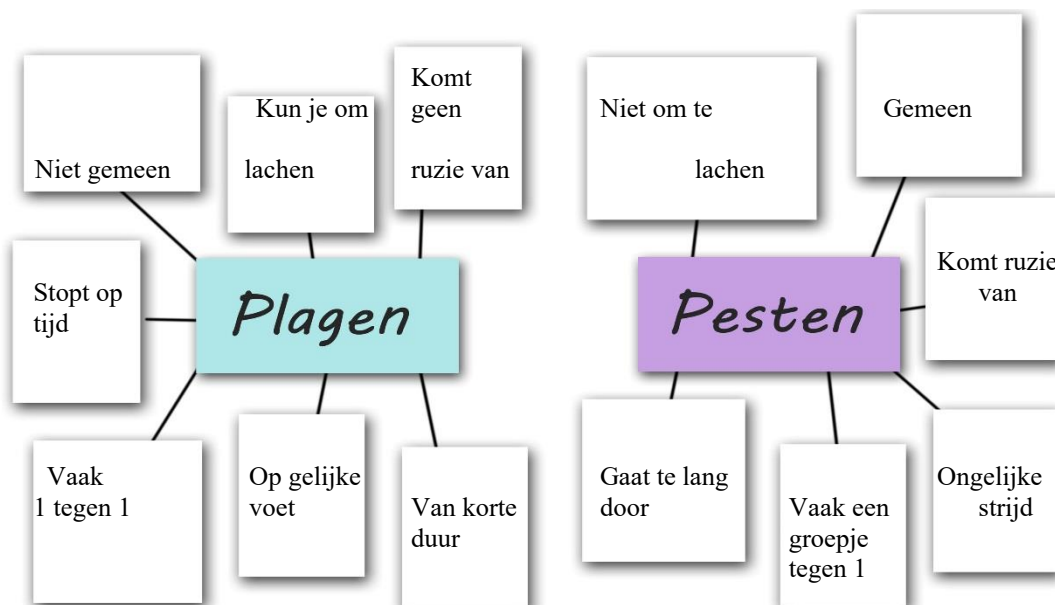 Niet gemeen
Kun je om
lachen
Komt
geen
ruzie van
Stopt op
tijd
Plagen
Vaak
1 tegen 1
Op gelijke
voet
Van korte
duur
Niet om te
lachen
Gemeen
Komt ruzie
van
Pesten
Gaat te lang
door
Vaak een
groepje
tegen 1
Ongelijke
strijd